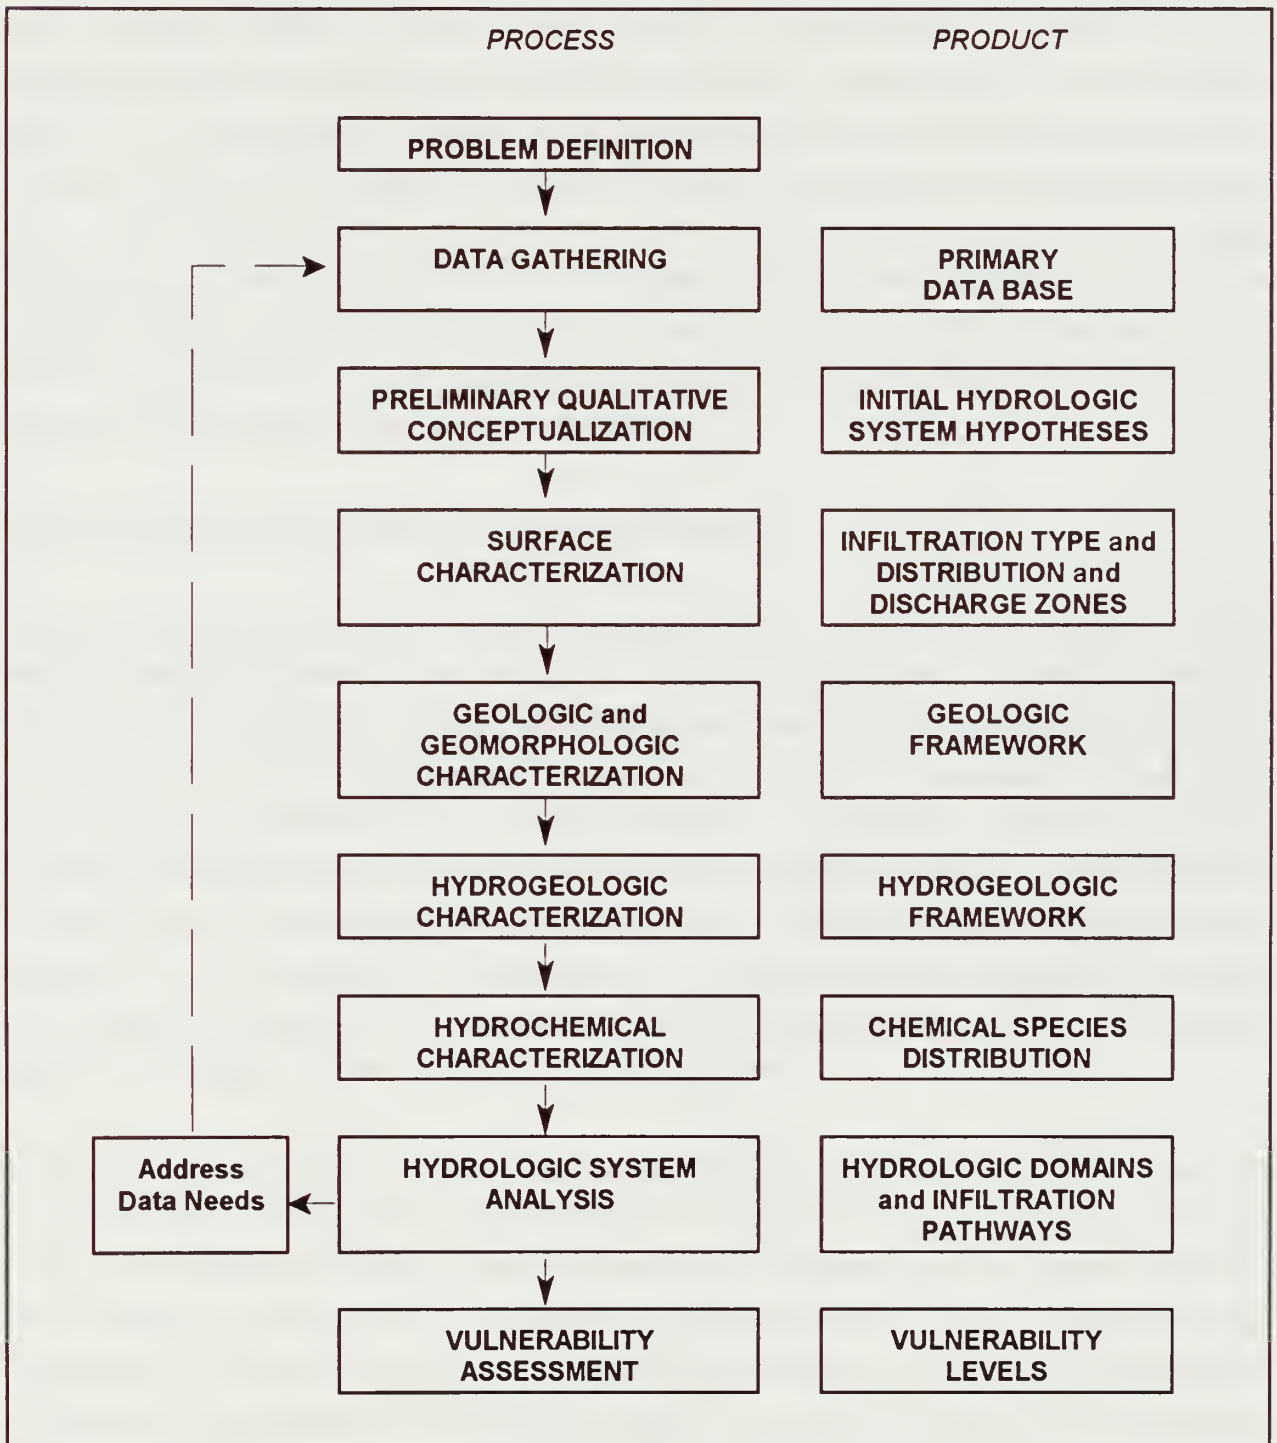 PROCESS
PRODUCT
PROBLEM DEFINITION
DATA GATHERING
PRIMARY
DATA BASE
PRELIMINARY QUALITATIVE
CONCEPTUALIZATION
INITIAL HYDROLOGIC
SYSTEM HYPOTHESES
SURFACE
CHARACTERIZATION
INFILTRATION TYPE and
DISTRIBUTION and
DISCHARGE ZONES
GEOLOGIC and
GEOMORPHOLOGIC
CHARACTERIZATION
GEOLOGIC
FRAMEWORK
HYDROGEOLOGIC
CHARACTERIZATION
HYDROGEOLOGIC
FRAMEWORK
HYDROCHEMICAL
CHARACTERIZATION
CHEMICAL SPECIES
DISTRIBUTION
Address
Data Needs
HYDROLOGIC SYSTEM
ANALYSIS
HYDROLOGIC DOMAINS
and INFILTRATION
PATHWAYS
VULNERABILITY
ASSESSMENT
VULNERABILITY
LEVELS